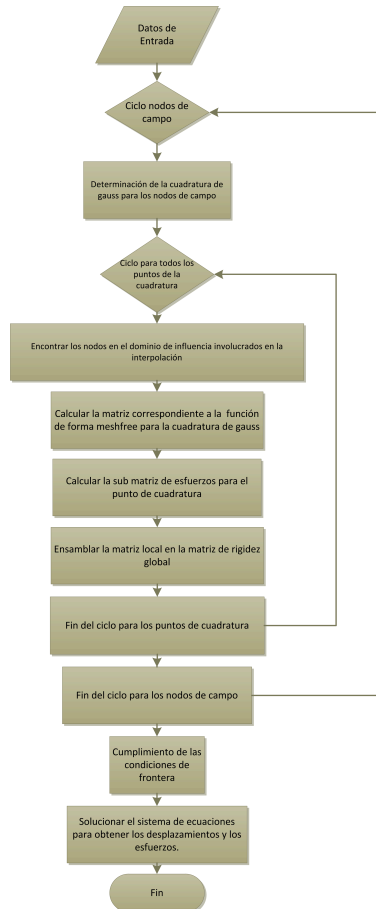 Datos de
Entrada
Ciclo nodos de
campo
Determinación de la cuadratura de
gauss para los nodos de campo
Ciclo para todos los
puntos de la
cuadratura
Encontrar los nodos en el dominio de influencia involucrados en la
interpolación
Calcular la matriz correspondiente a la función
de forma meshfree para la cuadratura de gauss
Calcular la sub matriz de esfuerzos para el
punto de cuadratura
Ensamblar la matriz local en la matriz de rigidez
global
Fin del ciclo para los puntos de cuadratura
Fin del ciclo para los nodos de campo
Cumplimiento de las
condiciones de
frontera
Solucionar el sistema de ecuaciones
para obtener los desplazamientos y los
esfuerzos.
Fin